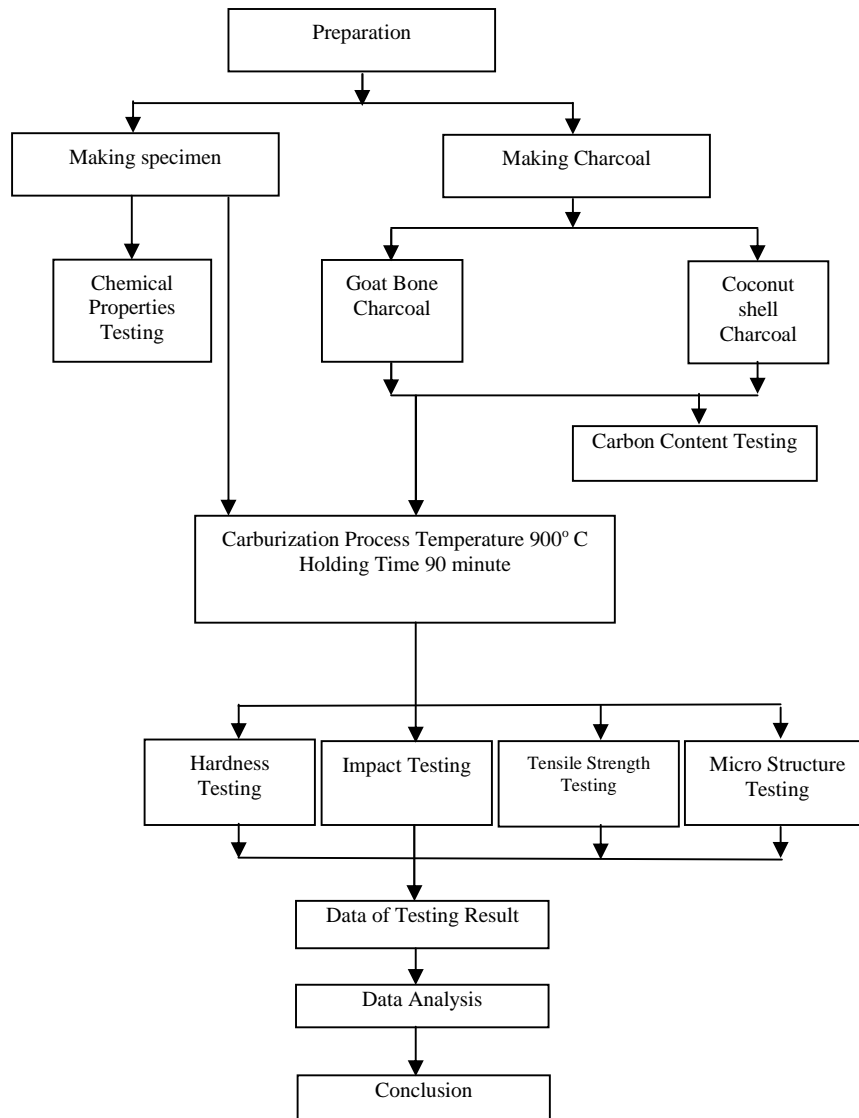 Preparation
Making specimen
Making Charcoal
Chemical
Properties
Testing
Goat Bone
Charcoal
Coconut
shell
Charcoal
Carbon Content Testing
Carburization Process Temperature 900° C
Holding Time 90 minute
Hardness
Testing
Impact Testing
Tensile Strength
Testing
Micro Structure
Testing
Data of Testing Result
Data Analysis
Conclusion